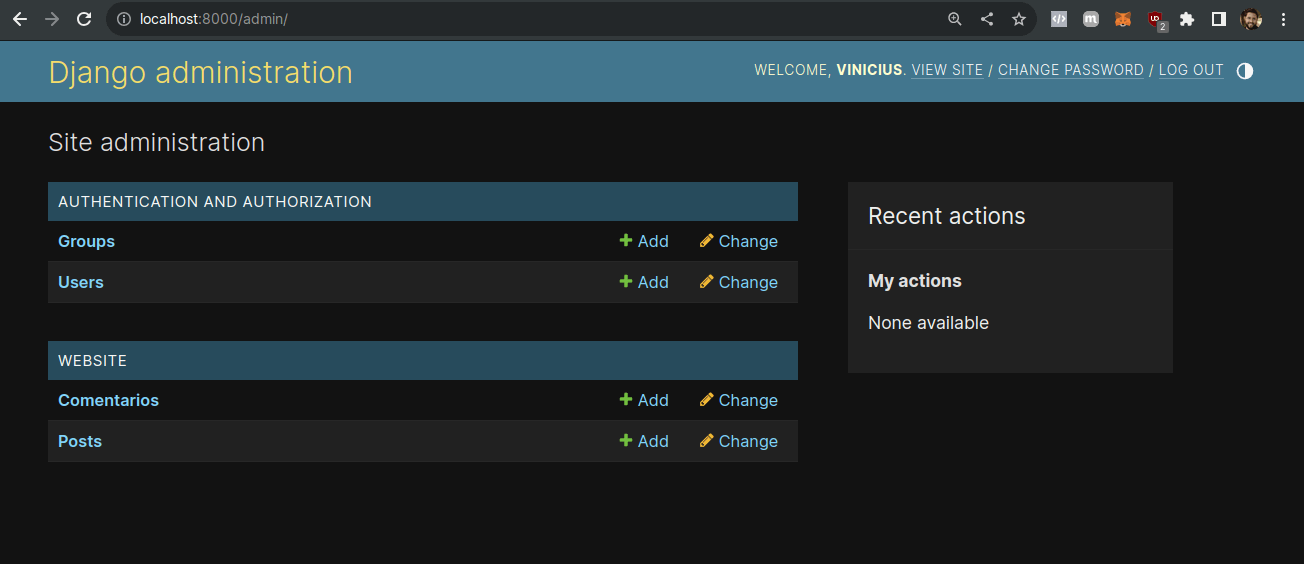 localhost:8000/admin/
2
Django administration
WELCOME, VINICIUS. VIEW SITE / CHANGE PASSWORD / LOG OUT
Site administration
AUTHENTICATION AND AUTHORIZATION
Groups Add Change
Users Add Change
WEBSITE
Comentarios Add Change
Posts Add Change
Recent actions
My actions
None available